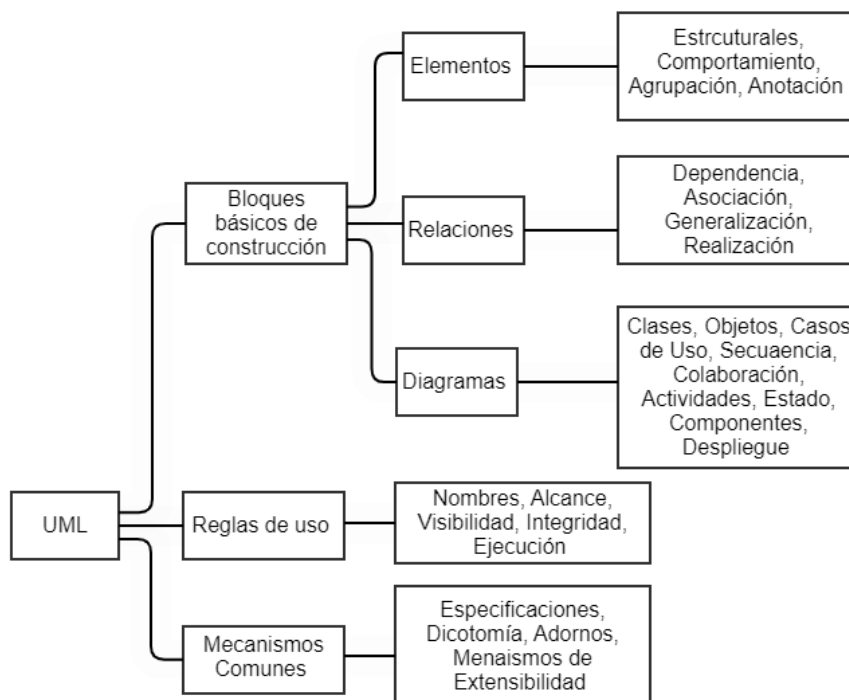 Elementos
Estrcuturales,
Comportamiento,
Agrupación, Anotación
Bloques
básicos de
construcción
Relaciones
Dependencia,
Asociación,
Generalización,
Realización
Diagramas
Clases, Objetos, Casos
de Uso, Secuaencia,
Colaboración,
Actividades, Estado,
Componentes,
Despliegue
UML
Reglas de uso
Nombres, Alcance,
Visibilidad, Integridad,
Ejecución
Mecanismos
Comunes
Especificaciones,
Dicotomía, Adornos,
Menaismos de
Extensibilidad